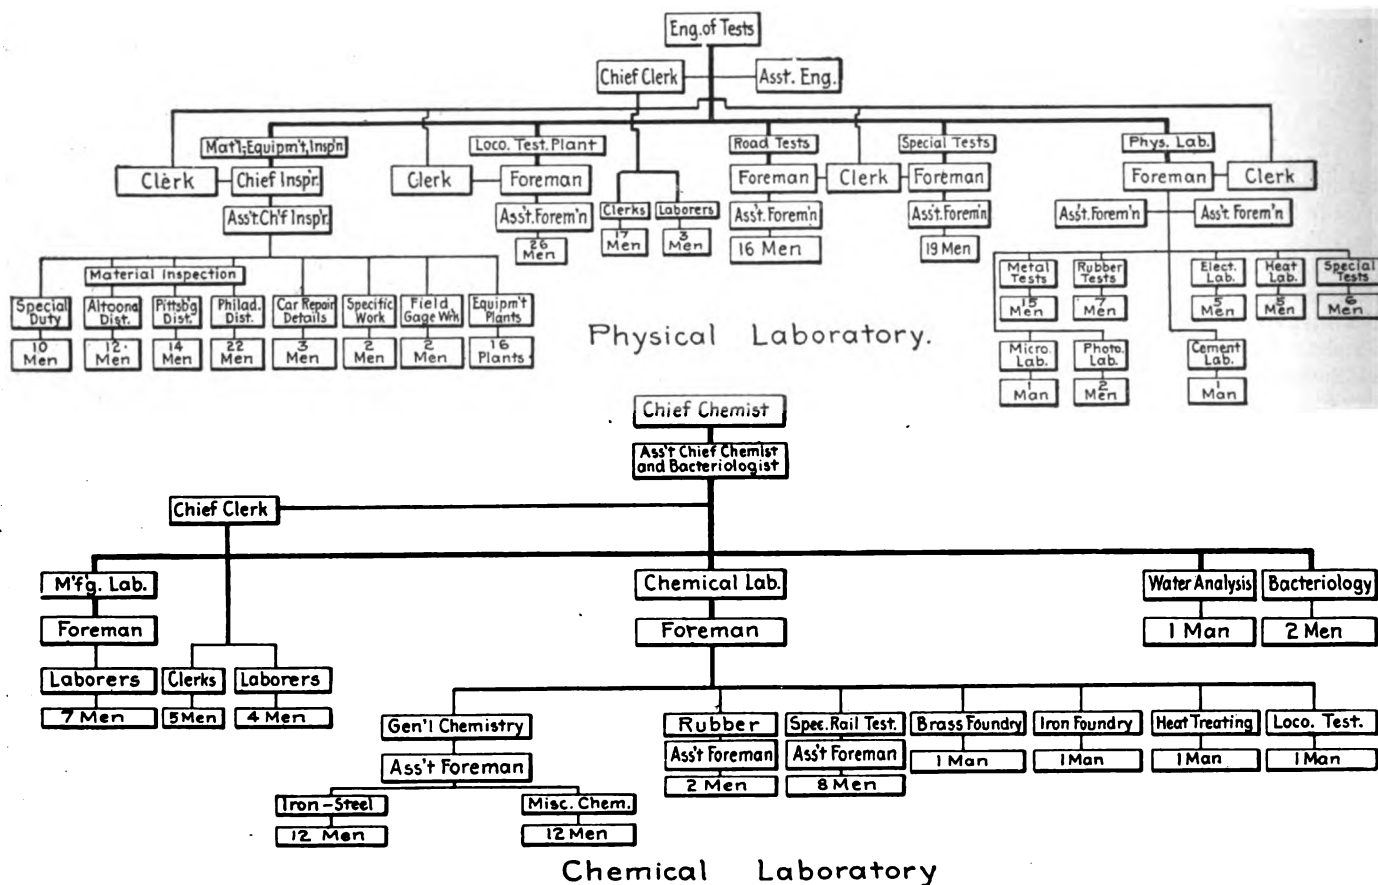 Eng. of Tests
Chief Clerk
Ass't. Eng.
Mat'l, Equipm't, Insp'n
Loco. Test. Plant
Road Tests
Special Tests
Phys. Lab.
Clerk
Chief Insp'r.
Clerk
Foreman
Foreman
Clerk
Foreman
Foreman
Clerk
Ass't Ch'f Insp'r.
Ass't. Forem'n
26
Men
Clerks
17
Men
Laborers
3
Men
Ass't. Forem'n
16 Men
Ass't. Forem'n
19 Men
Ass't. Forem'n
Ass't. Forem'n
Material Inspection
Special
Duty
10
Men
Altoona
Dist.
12
Men
Pittsb'g
Dist.
14
Men
Philad.
Dist.
22
Men
Car Repair
Details
3
Men
Specific
Work
2
Men
Field
Gage Wrk
2
Men
Equipm't
Plants
16
Plants
Metal
Tests
15
Men
Rubber
Tests
7
Men
Elect.
Lab.
5
Men
Heat
Lab.
5
Men
Special
Tests
6
Men
Micro.
Lab.
1
Man
Photo.
Lab.
2
Men
Cement
Lab.
1
Man
Physical Laboratory.
Chief Chemist
Ass't Chief Chemist
and Bacteriologist
Chief Clerk
M'f'g. Lab.
Chemical Lab.
Water Analysis
Bacteriology
Foreman
Foreman
1 Man
2 Men
Laborers
Clerks
Laborers
7 Men
5 Men
4 Men
Gen'l Chemistry
Rubber
Spec. Rail Test.
Brass Foundry
Iron Foundry
Heat Treating
Loco. Test.
Ass't Foreman
Ass't Foreman
Ass't Foreman
1 Man
1 Man
1 Man
1 Man
2 Men
8 Men
Iron-Steel
Misc. Chem.
12 Men
12 Men
Chemical Laboratory